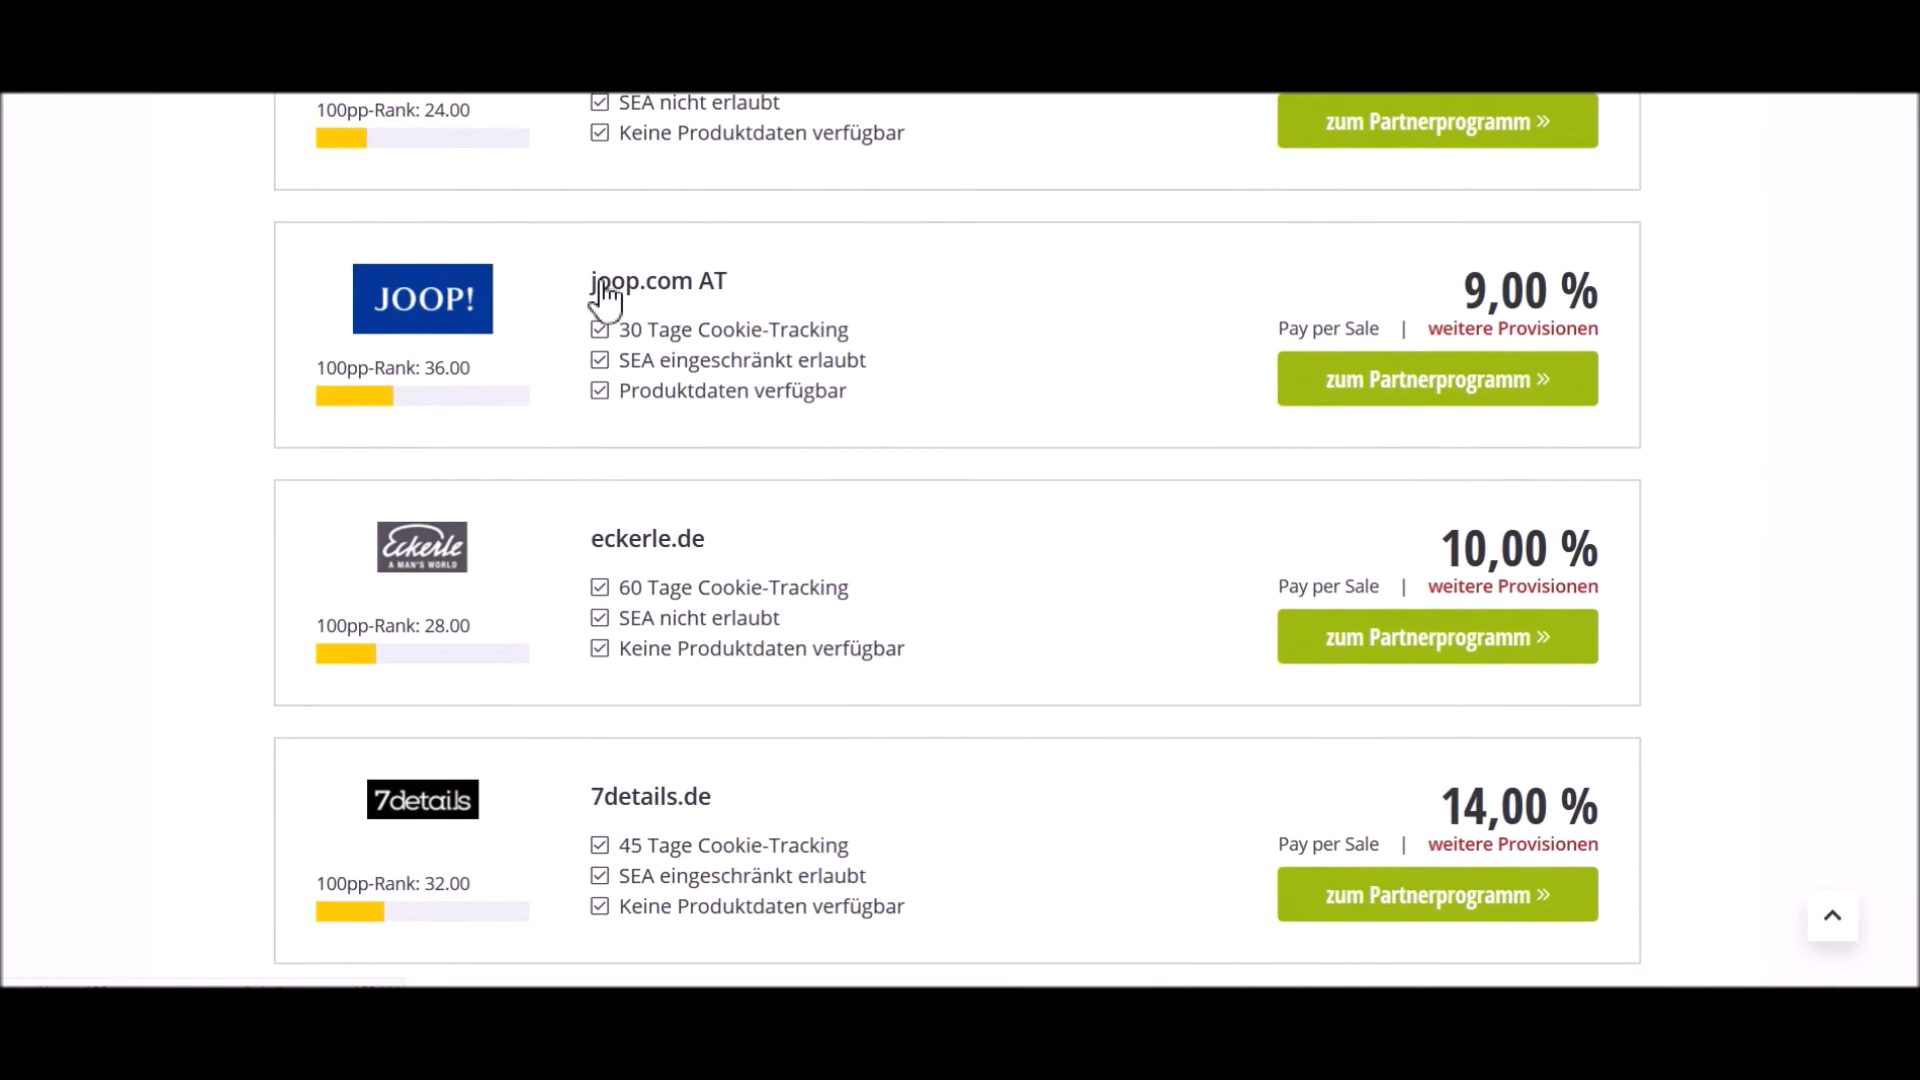 100pp-Rank: 24.00
SEA nicht erlaubt
Keine Produktdaten verfügbar
zum Partnerprogramm »
JOOP!
100pp-Rank: 36.00
joop.com AT
30 Tage Cookie-Tracking
SEA eingeschränkt erlaubt
Produktdaten verfügbar
9,00 %
Pay per Sale | weitere Provisionen
zum Partnerprogramm »
Eckerle
A MAN'S WORLD
100pp-Rank: 28.00
eckerle.de
60 Tage Cookie-Tracking
SEA nicht erlaubt
Keine Produktdaten verfügbar
10,00 %
Pay per Sale | weitere Provisionen
zum Partnerprogramm »
7details
100pp-Rank: 32.00
7details.de
45 Tage Cookie-Tracking
SEA eingeschränkt erlaubt
Keine Produktdaten verfügbar
14,00 %
Pay per Sale | weitere Provisionen
zum Partnerprogramm »